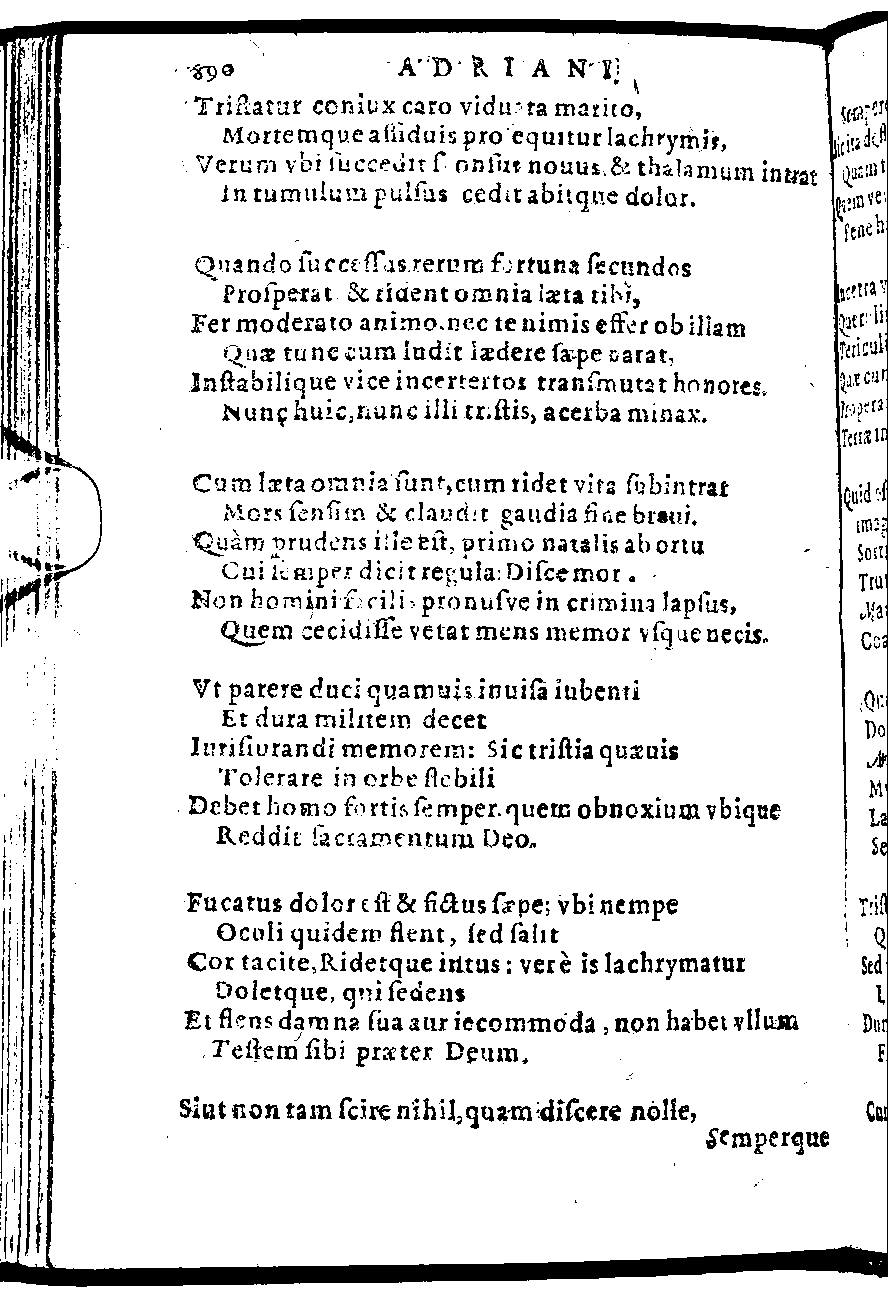 890 ADRIANI
Triſtatur coniux caro viduata marito,
Mortemque aſſiduis proſequitur lachrymis,
Verum vbi ſuccedit ſponſus nouus, & thalamum intrat
In tumulum pulſus cedit abitque dolor.
Quando ſucceſſus rerum fortuna ſecundos
Proſperat & rident omnia læta tibi,
Fer moderato animo, nec te nimis effer ob illam
Quæ tunc cum ludit lædere ſæpe parat,
Inſtabilique vice incertertos tranſmutat honores.
Nunc huic, nunc illi triſtis, acerba minax.
Cum læta omnia ſunt, cum ridet vita ſubintrat
Mors ſenſim & claudit gaudia fine breui.
Quàm prudens ille eſt, primo natalis ab ortu
Cui ſemper dicit regula: Diſce mori.
Non homini facilis pronuſve in crimina lapſus,
Quem cecidiſſe vetat mens memor vſque necis.
Vt parere duci quamuis inuiſa iubenti
Et dura militem decet
Iuriſiurandi memorem: Sic triſtia quæuis
Tolerare in orbe flebili
Debet homo fortis ſemper, quem obnoxium vbique
Reddit ſacramentum Deo.
Fucatus dolor eſt & fictus ſæpe; vbi nempe
Oculi quidem flent, ſed ſalit
Cor tacite, Ridetque intus: verè is lachrymatur
Doletque, qui ſedens
Et flens damna ſua aut iecommoda, non habet vllum
Teſtem ſibi præter Deum.
Siut non tam ſcire nihil, quam diſcere nolle,
Semperque